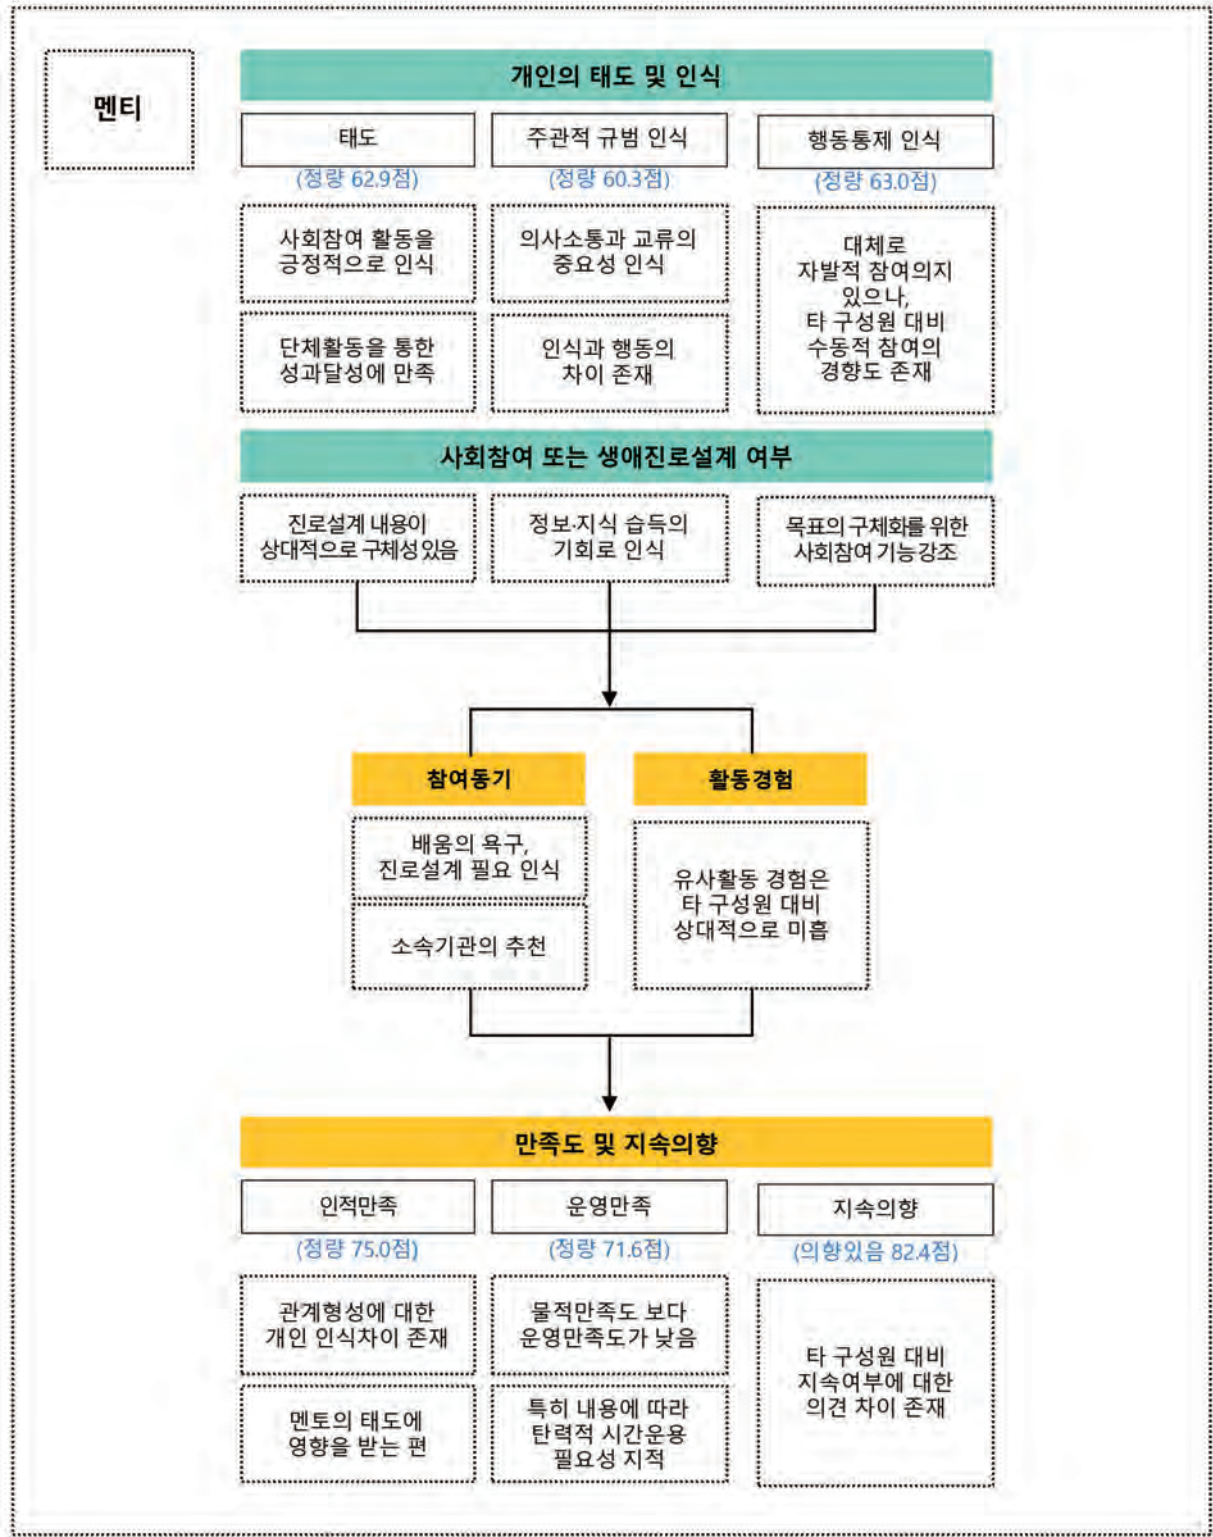 멘티
개인의 태도 및 인식
태도
(정량 62.9점)
사회참여 활동을
긍정적으로 인식
단체활동을 통한
성과달성에 만족
주관적 규범 인식
(정량 60.3점)
의사소통과 교류의
중요성 인식
인식과 행동의
차이 존재
행동통제 인식
(정량 63.0점)
대체로
자발적 참여의지
있으나,
타 구성원 대비
수동적 참여의
경향도 존재
사회참여 또는 생애진로설계 여부
진로설계 내용이
상대적으로 구체성 있음
정보·지식 습득의
기회로 인식
목표의 구체화를 위한
사회참여 기능 강조
참여동기
배움의 욕구,
진로설계 필요 인식
소속기관의 추천
활동경험
유사활동 경험은
타 구성원 대비
상대적으로 미흡
만족도 및 지속의향
인적만족
(정량 75.0점)
관계형성에 대한
개인 인식차이 존재
멘토의 태도에
영향을 받는 편
운영만족
(정량 71.6점)
물적만족도 보다
운영만족도가 낮음
특히 내용에 따라
탄력적 시간운용
필요성 지적
지속의향
(의향있음 82.4점)
타 구성원 대비
지속여부에 대한
의견 차이 존재